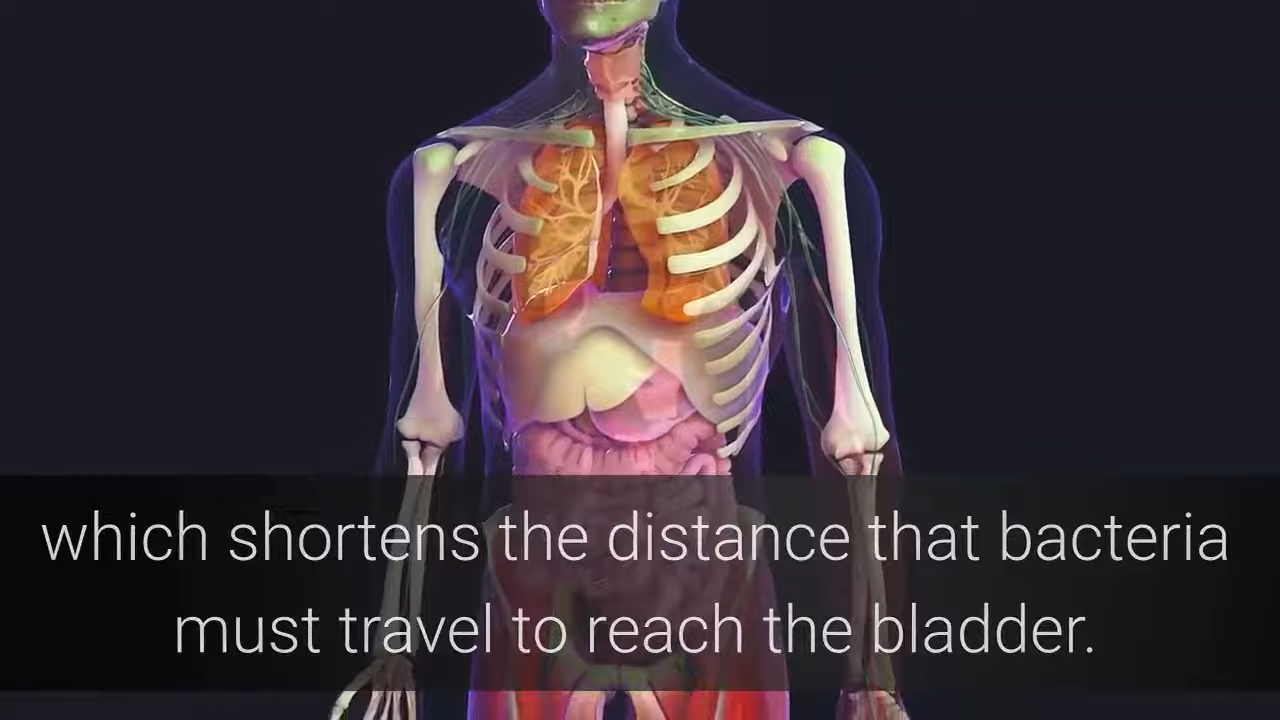 which shortens the distance that bacteria
must travel to reach the bladder.